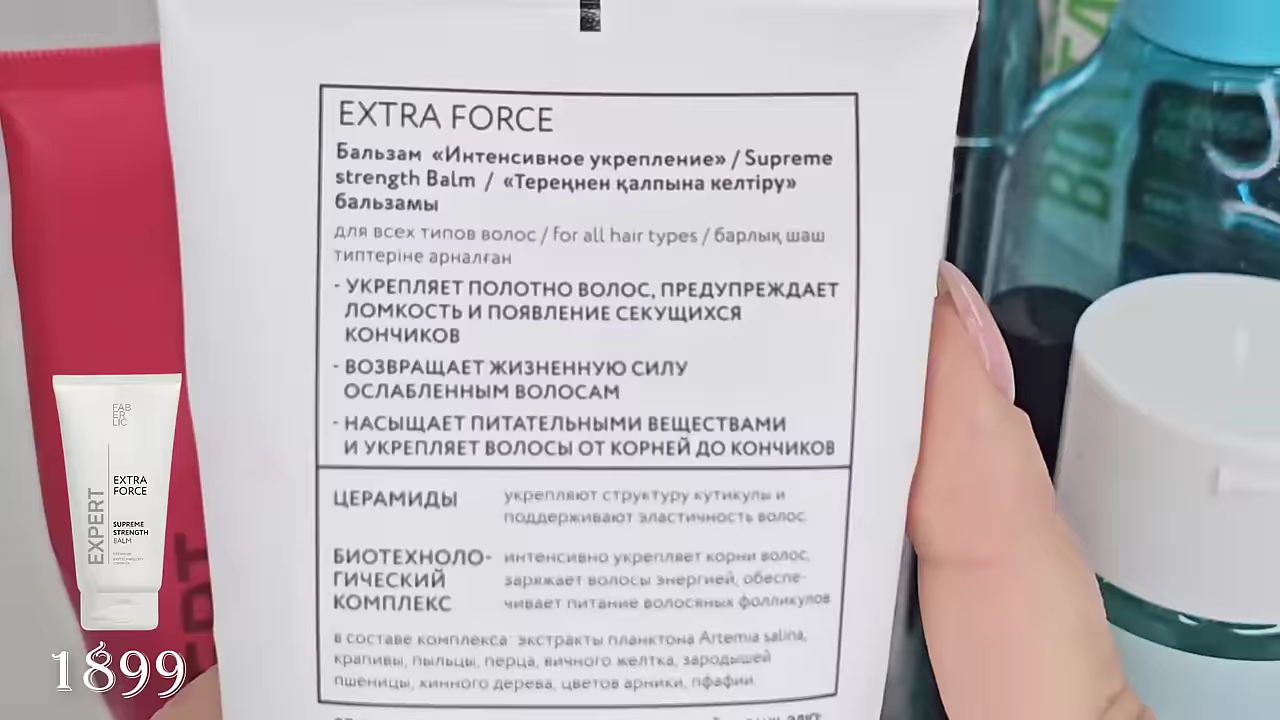 EXTRA FORCE
Бальзам «Интенсивное укрепление» / Supreme
strength Balm / «Тереңнен қалпына келтіру»
бальзамы
для всех типов волос / for all hair types / барлық шаш
типтеріне арналған
- УКРЕПЛЯЕТ ПОЛОТНО ВОЛОС, ПРЕДУПРЕЖДАЕТ
ЛОМКОСТЬ И ПОЯВЛЕНИЕ СЕКУЩИХСЯ
КОНЧИКОВ
- ВОЗВРАЩАЕТ ЖИЗНЕННУЮ СИЛУ
ОСЛАБЛЕННЫМ ВОЛОСАМ
- НАСЫЩАЕТ ПИТАТЕЛЬНЫМИ ВЕЩЕСТВАМИ
И УКРЕПЛЯЕТ ВОЛОСЫ ОТ КОРНЕЙ ДО КОНЧИКОВ
ЦЕРАМИДЫ
укрепляют структуру кутикулы и
поддерживают эластичность волос
БИОТЕХНОЛО-
ГИЧЕСКИЙ
КОМПЛЕКС
интенсивно укрепляет корни волос,
заряжает волосы энергией, обеспе-
чивает питание волосяных фолликулов
в составе комплекса: экстракты планктона Artemia salina,
крапивы, пыльцы, перца, яичного желтка, зародышей
пшеницы, хинного дерева, цветов арники, пфафии
FAB
ER
LIC
EXPERT
EXTRA
FORCE
SUPREME
STRENGTH
BALM
1899